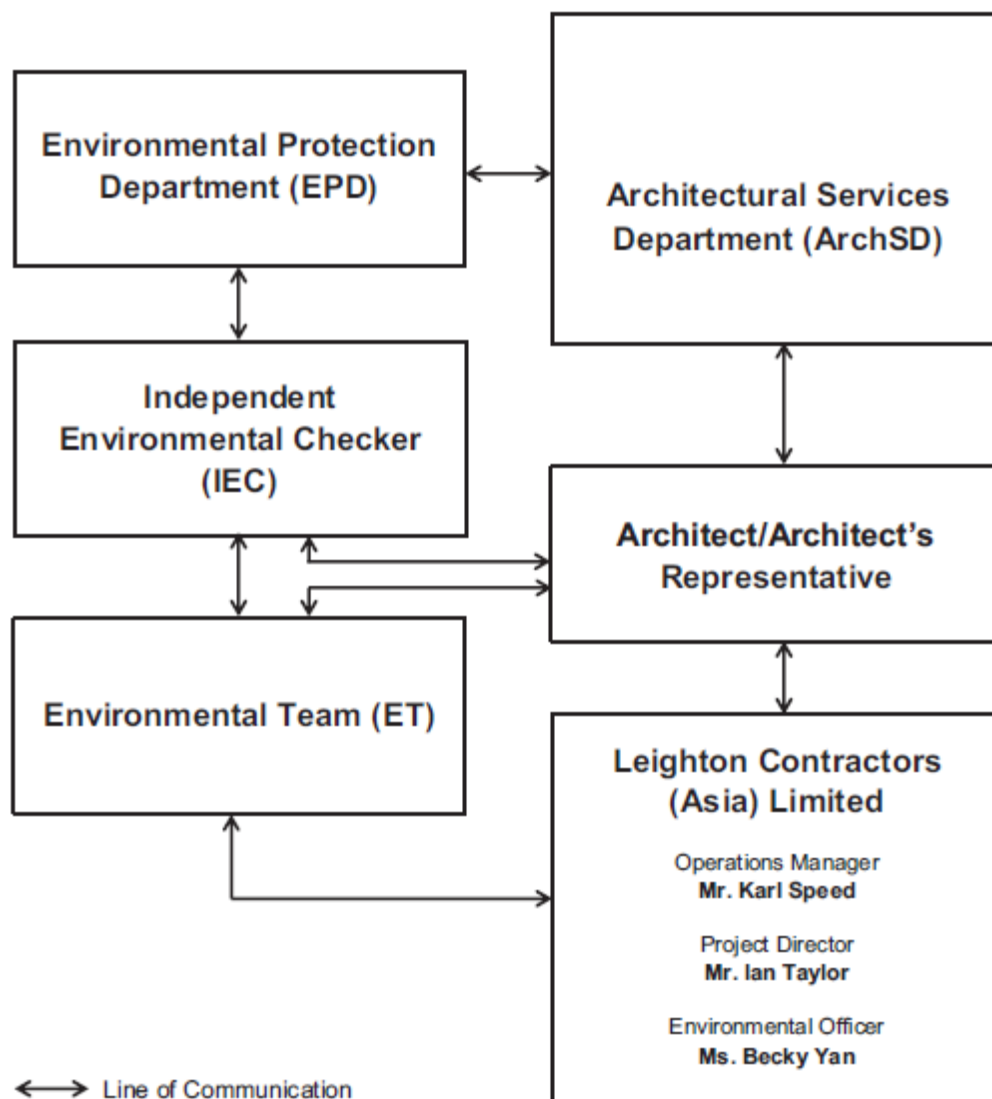 Environmental Protection
Department (EPD)
Architectural Services
Department (ArchSD)
Independent
Environmental Checker
(IEC)
Architect/Architect’s
Representative
Environmental Team (ET)
Leighton Contractors
(Asia) Limited
Operations Manager
Mr. Karl Speed
Project Director
Mr. Ian Taylor
Environmental Officer
Ms. Becky Yan
Line of Communication